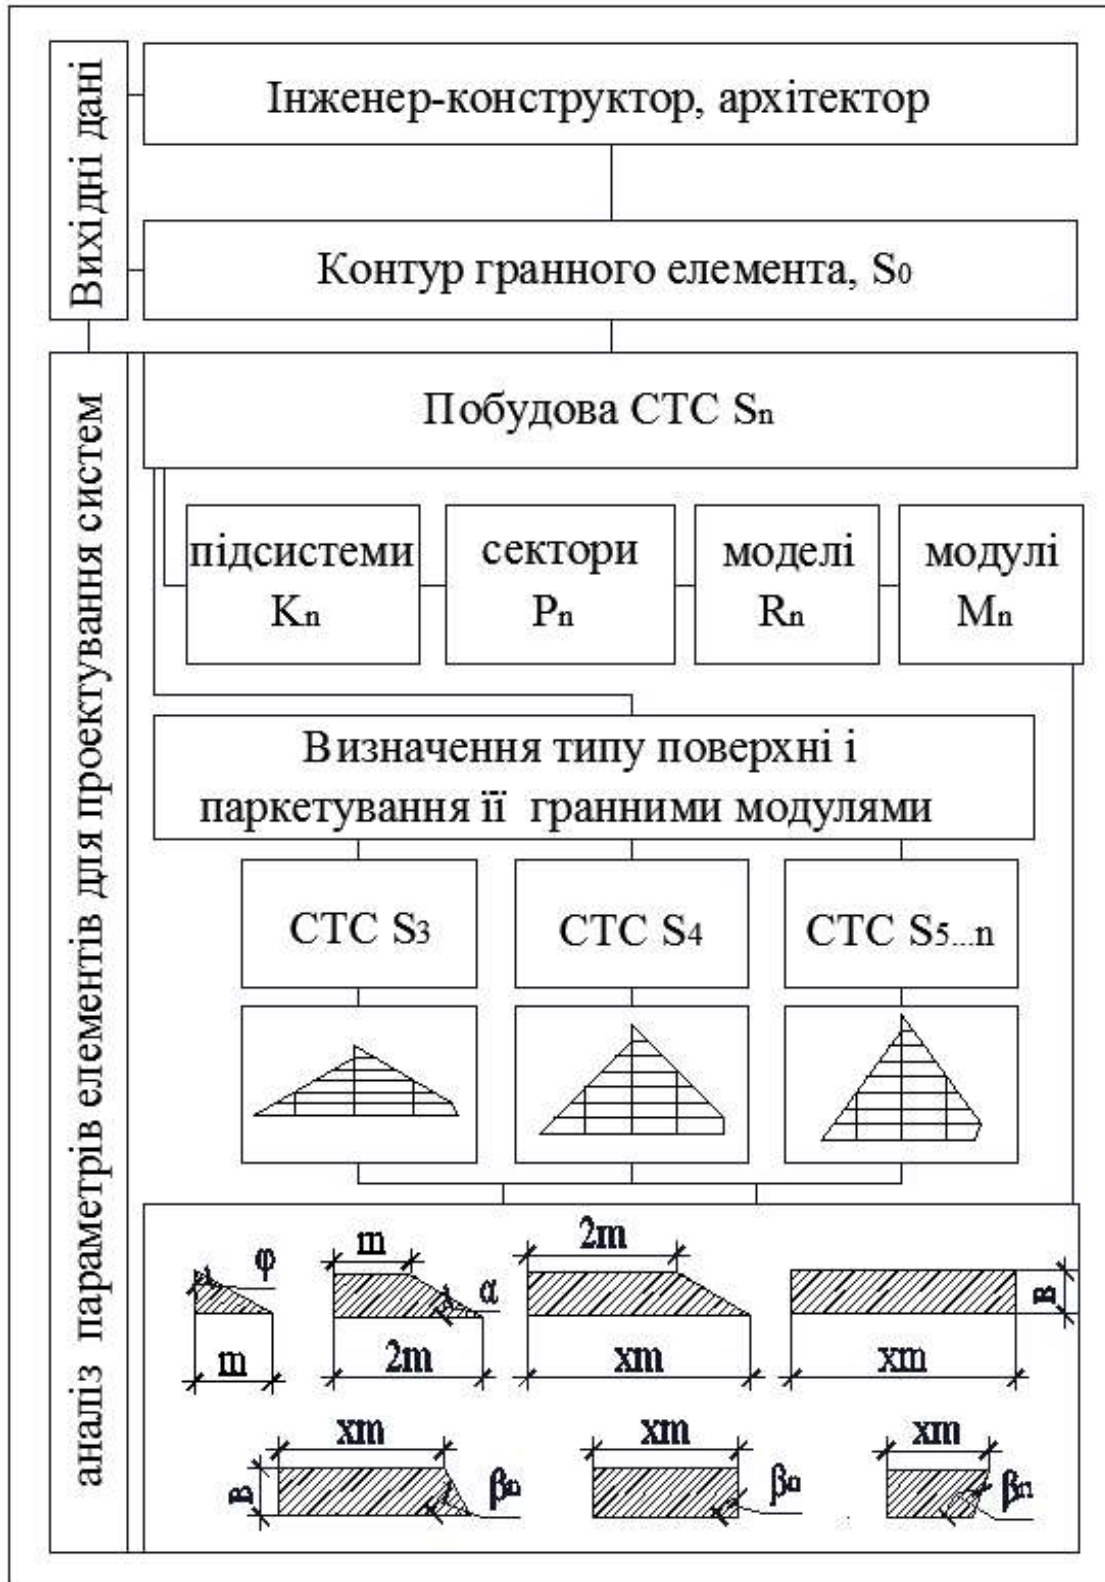 Вихідні дані
Інженер-конструктор, архітектор
Контур гранного елемента, S0
аналіз параметрів елементів для проектування систем
Побудова СТС Sn
підсистеми
Kn
сектори
Pn
моделі
Rn
модулі
Mn
Визначення типу поверхні і
паркетування її гранними модулями
СТС S3
СТС S4
СТС S5...n
φ
m
m
α
2m
2m
xm
в
xm
xm
в
βn
xm
βn
xm
βn